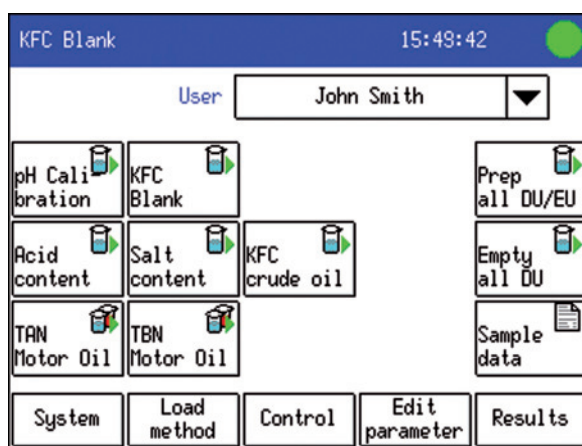 KFC Blank 15:49:42
User John Smith
pH Cali-
bration
KFC
Blank
Prep
all DU/EU
Acid
content
Salt
content
KFC
crude oil
Empty
all DU
TAN
Motor Oil
TBN
Motor Oil
Sample
data
System
Load
method
Control
Edit
parameter
Results